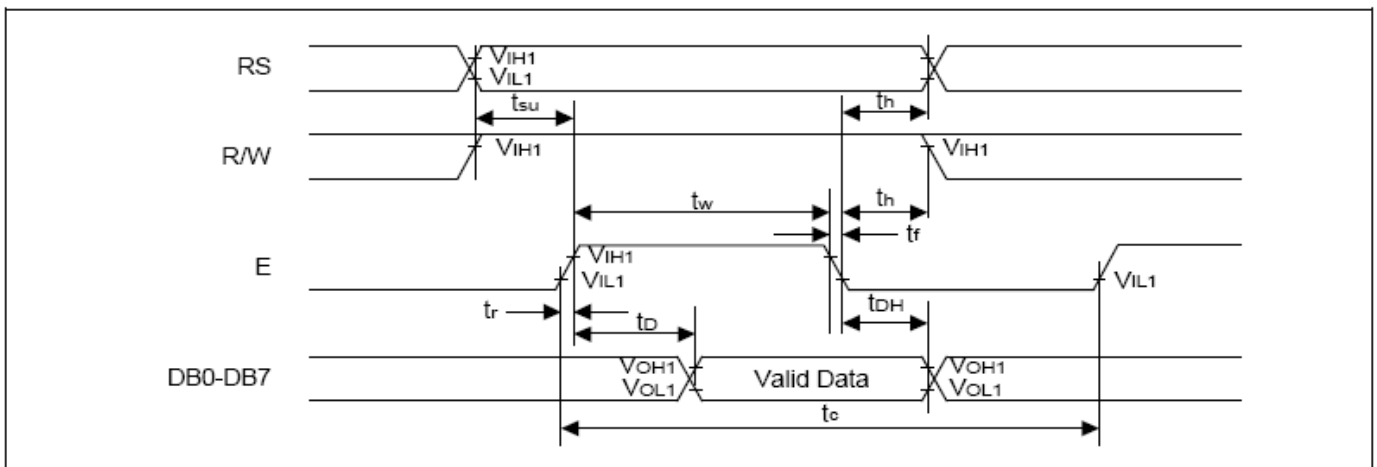 RS
VIH1
VIL1
tsu
th
R/W
VIH1
VIH1
tw
th
tf
E
VIH1
VIL1
VIL1
tr
tD
tDH
DB0-DB7
VOH1
VOL1
Valid Data
VOH1
VOL1
tc